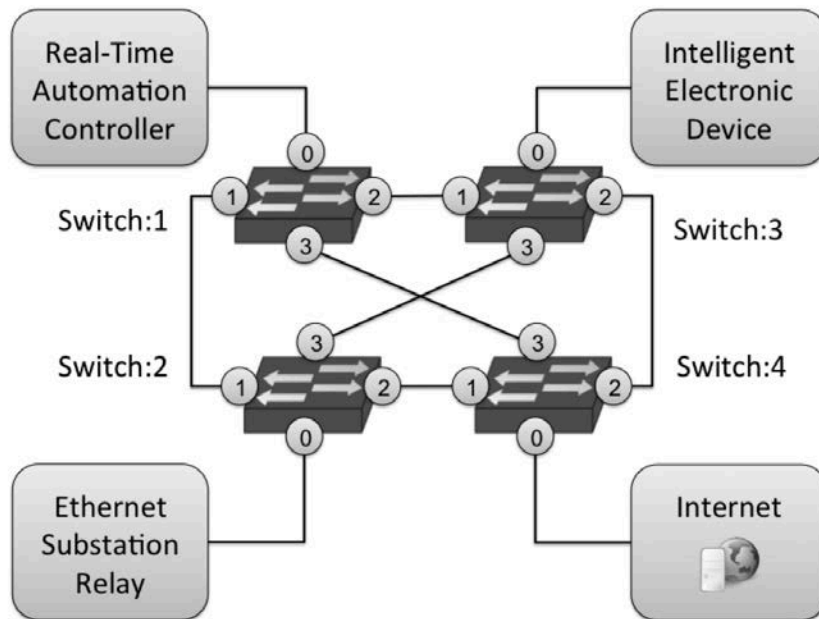 Real-Time
Automation
Controller
Intelligent
Electronic
Device
0
0
1
2
1
2
Switch:1
3
3
Switch:3
Switch:2
3
3
Switch:4
1
2
1
2
0
0
Ethernet
Substation
Relay
Internet